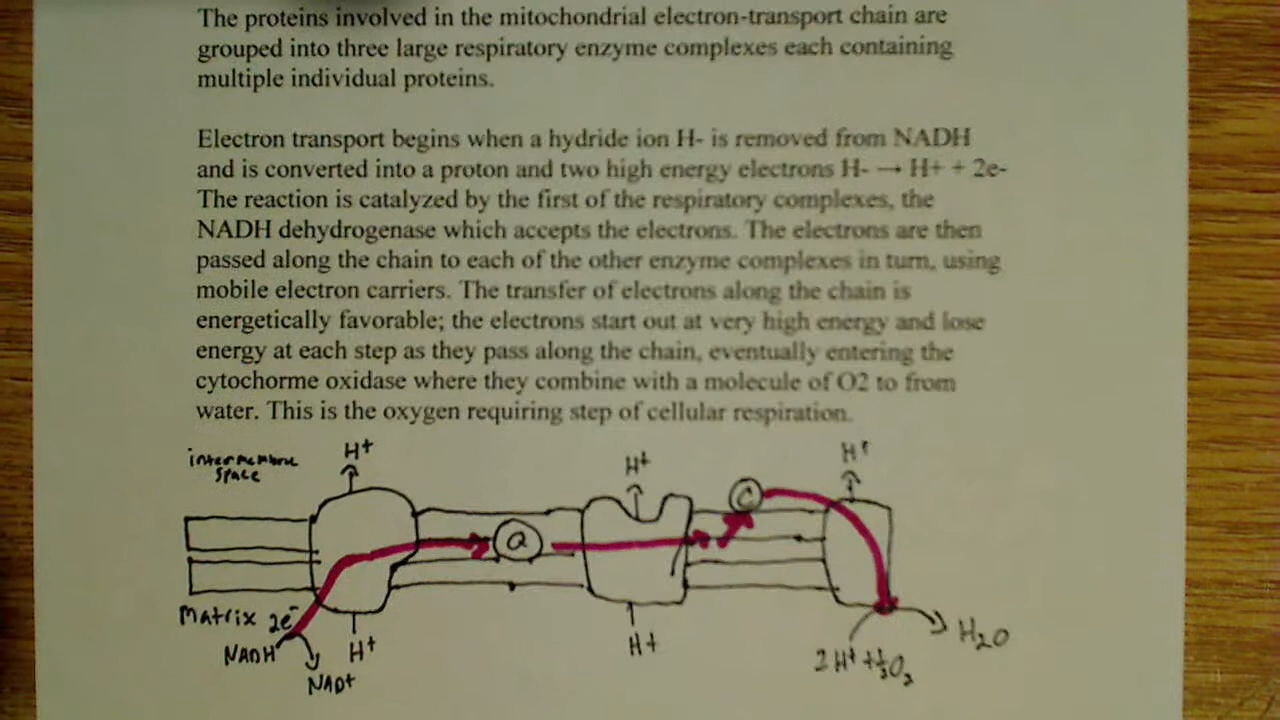 The proteins involved in the mitochondrial electron-transport chain are
grouped into three large respiratory enzyme complexes each containing
multiple individual proteins.
Electron transport begins when a hydride ion H- is removed from NADH
and is converted into a proton and two high energy electrons H- → H+ + 2e-
The reaction is catalyzed by the first of the respiratory complexes, the
NADH dehydrogenase which accepts the electrons. The electrons are then
passed along the chain to each of the other enzyme complexes in turn, using
mobile electron carriers. The transfer of electrons along the chain is
energetically favorable; the electrons start out at very high energy and lose
energy at each step as they pass along the chain, eventually entering the
cytochorme oxidase where they combine with a molecule of O2 to from
water. This is the oxygen requiring step of cellular respiration.
intermembrane
space
H+
H+
H+
Q
C
Matrix
2e-
NADH
NAD+
H+
H+
2H+ + ½O2
H2O